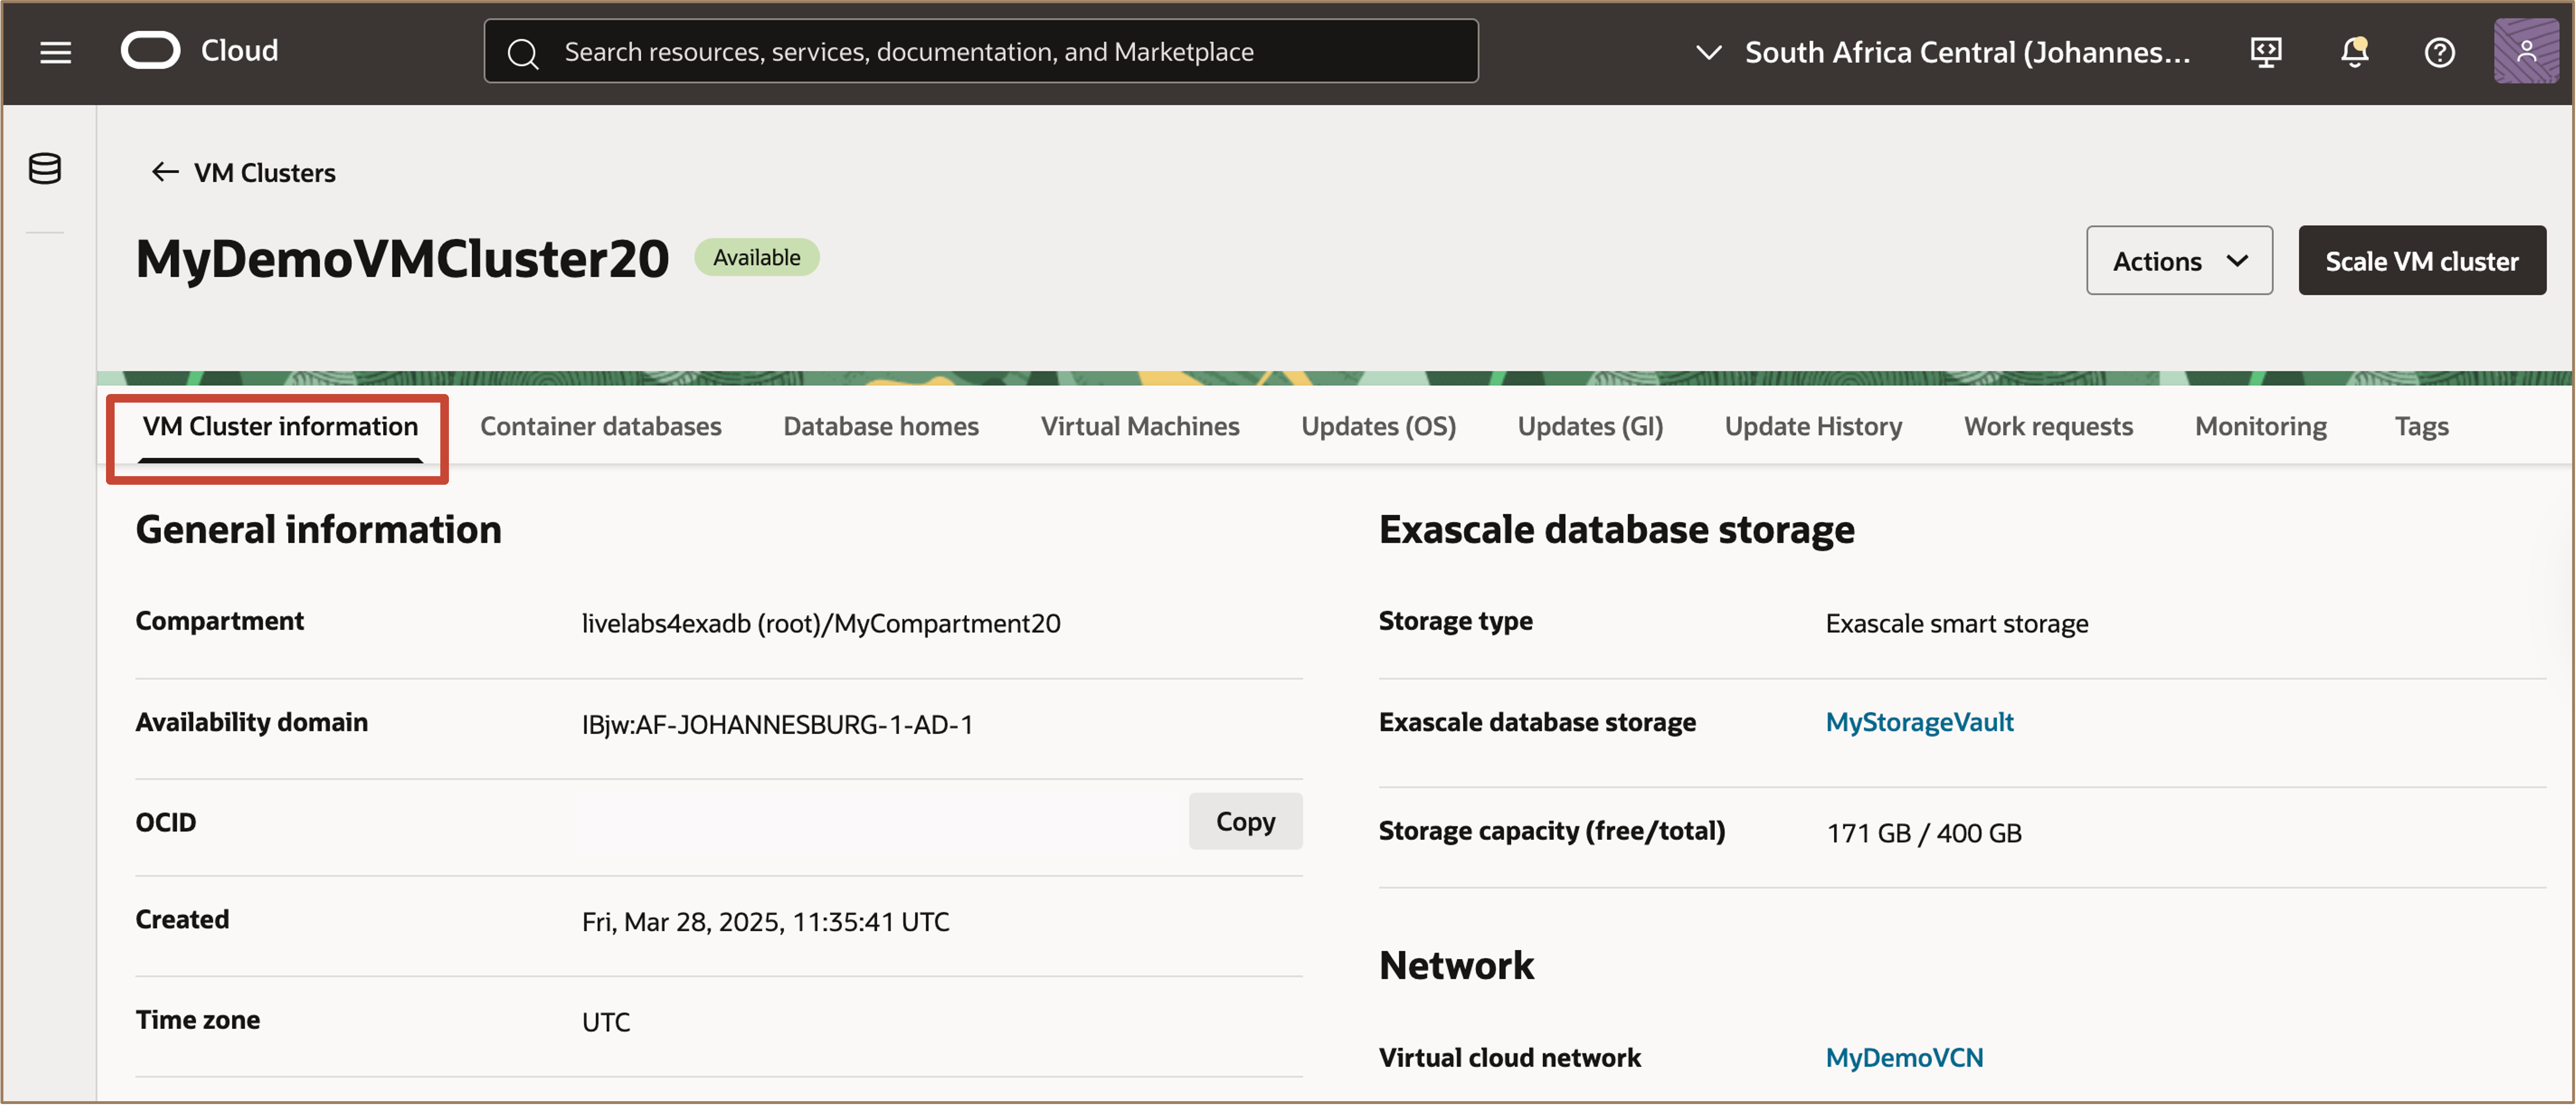 Cloud
Search resources, services, documentation, and Marketplace
South Africa Central (Johannes...
VM Clusters
MyDemoVMCluster20
Available
Actions
Scale VM cluster
VM Cluster information
Container databases
Database homes
Virtual Machines
Updates (OS)
Updates (GI)
Update History
Work requests
Monitoring
Tags
General information
Compartment
livelabs4exadb (root)/MyCompartment20
Availability domain
IBjw:AF-JOHANNESBURG-1-AD-1
OCID
Copy
Created
Fri, Mar 28, 2025, 11:35:41 UTC
Time zone
UTC
Exascale database storage
Storage type
Exascale smart storage
Exascale database storage
MyStorageVault
Storage capacity (free/total)
171 GB / 400 GB
Network
Virtual cloud network
MyDemoVCN